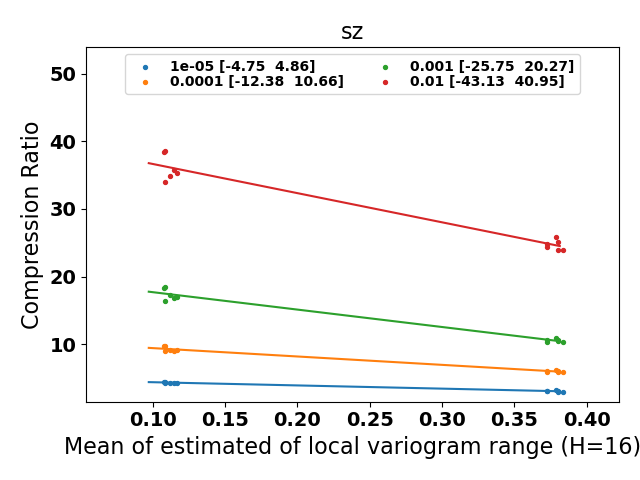 sz
1e-05 [-4.75 4.86]
0.0001 [-12.38 10.66]
0.001 [-25.75 20.27]
0.01 [-43.13 40.95]
Compression Ratio
50
40
30
20
10
0.10 0.15 0.20 0.25 0.30 0.35 0.40
Mean of estimated of local variogram range (H=16)